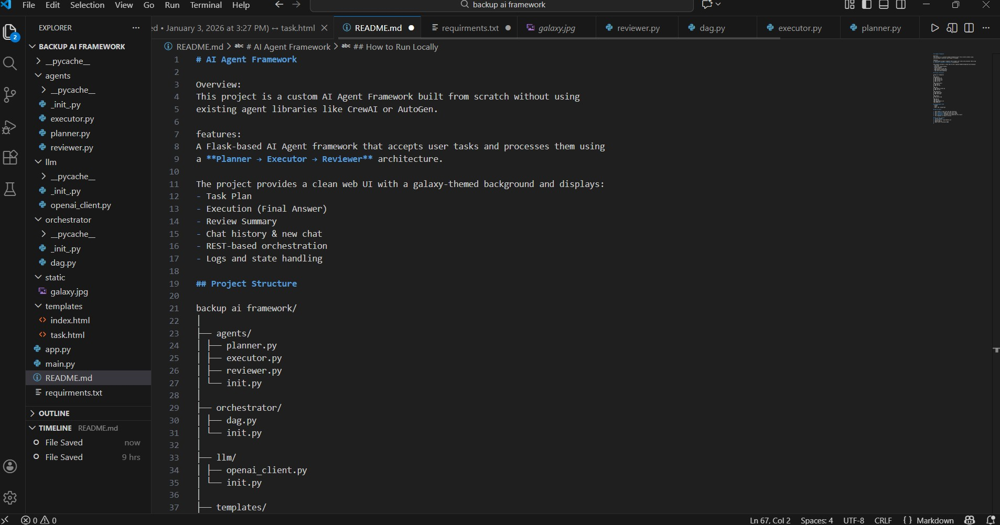 File Edit Selection View Go Run Terminal Help
backup ai framework
EXPLORER
ed • January 3, 2026 at 3:27 PM) ↔ task.html
README.md
requirments.txt
galaxy.jpg
reviewer.py
dag.py
executor.py
planner.py
2
BACKUP AI FRAMEWORK
__pycache__
agents
__pycache__
_init_.py
executor.py
planner.py
reviewer.py
llm
__pycache__
_init_.py
openai_client.py
orchestrator
__pycache__
_init_.py
dag.py
static
galaxy.jpg
templates
index.html
task.html
app.py
main.py
README.md
requirments.txt
OUTLINE
TIMELINE README.md
File Saved now
File Saved 9 hrs
README.md > abc # AI Agent Framework > abc ## How to Run Locally
1 # AI Agent Framework
2
3 Overview:
4 This project is a custom AI Agent Framework built from scratch without using
5 existing agent libraries like CrewAI or AutoGen.
6
7 features:
8 A Flask-based AI Agent framework that accepts user tasks and processes them using
9 a **Planner → Executor → Reviewer** architecture.
10
11 The project provides a clean web UI with a galaxy-themed background and displays:
12 - Task Plan
13 - Execution (Final Answer)
14 - Review Summary
15 - Chat history & new chat
16 - REST-based orchestration
17 - Logs and state handling
18
19 ## Project Structure
20
21 backup ai framework/
22 │
23 ├── agents/
24 │ ├── planner.py
25 │ ├── executor.py
26 │ ├── reviewer.py
27 │ └── init.py
28 │
29 ├── orchestrator/
30 │ ├── dag.py
31 │ └── init.py
32 │
33 ├── llm/
34 │ ├── openai_client.py
35 │ └── init.py
36 │
37 ├── templates/
0 0
Ln 67, Col 2 Spaces: 4 UTF-8 CRLF {} Markdown